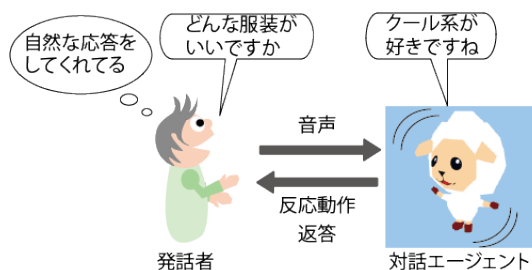 自然な応答を
してくれてる
どんな服装が
いいですか
クール系が
好きですね
音声
反応動作
返答
発話者
対話エージェント